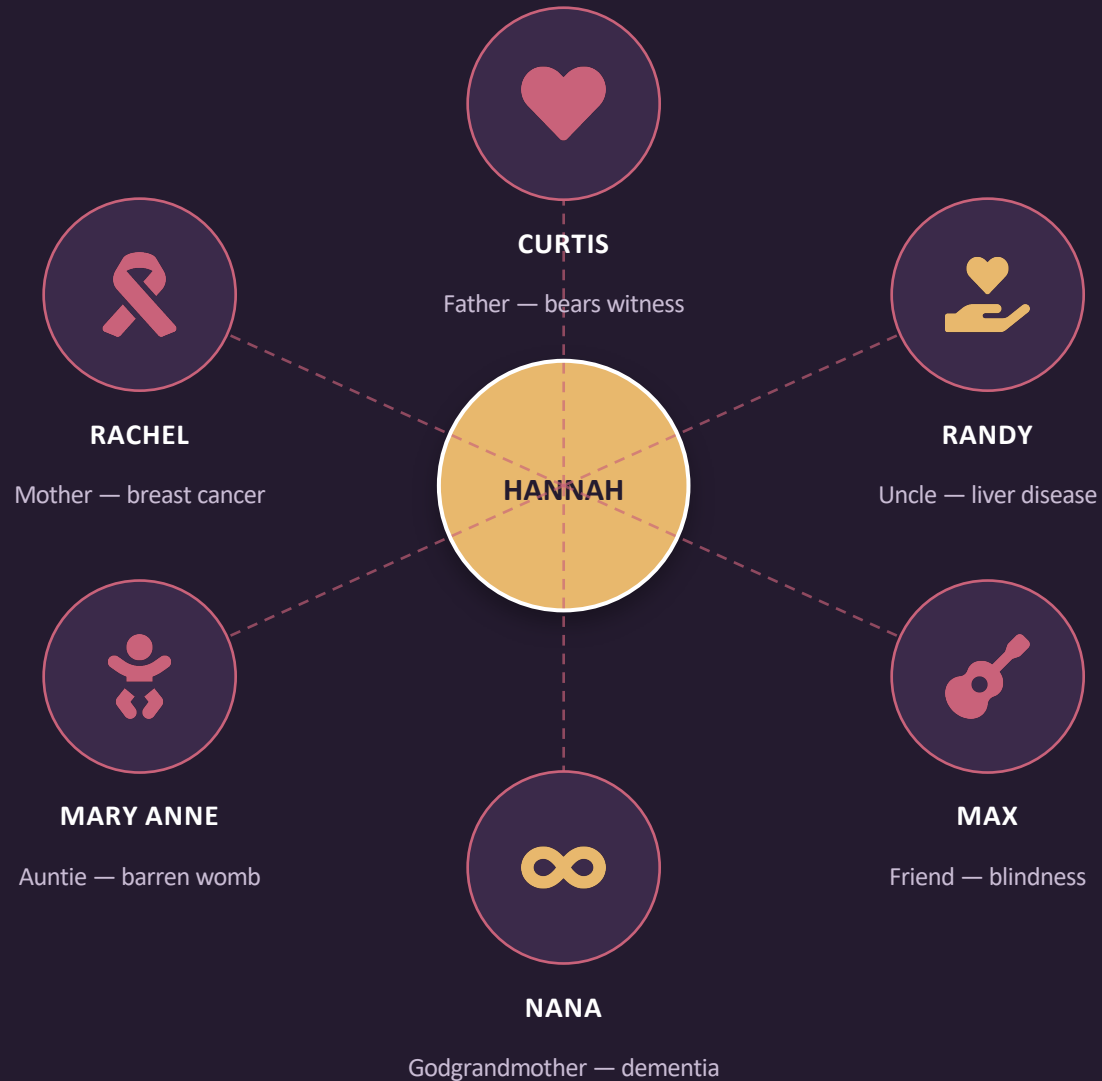 CURTIS
Father — bears witness
RACHEL
Mother — breast cancer
RANDY
Uncle — liver disease
HANNAH
MARY ANNE
Auntie — barren womb
MAX
Friend — blindness
NANA
Godgrandmother — dementia